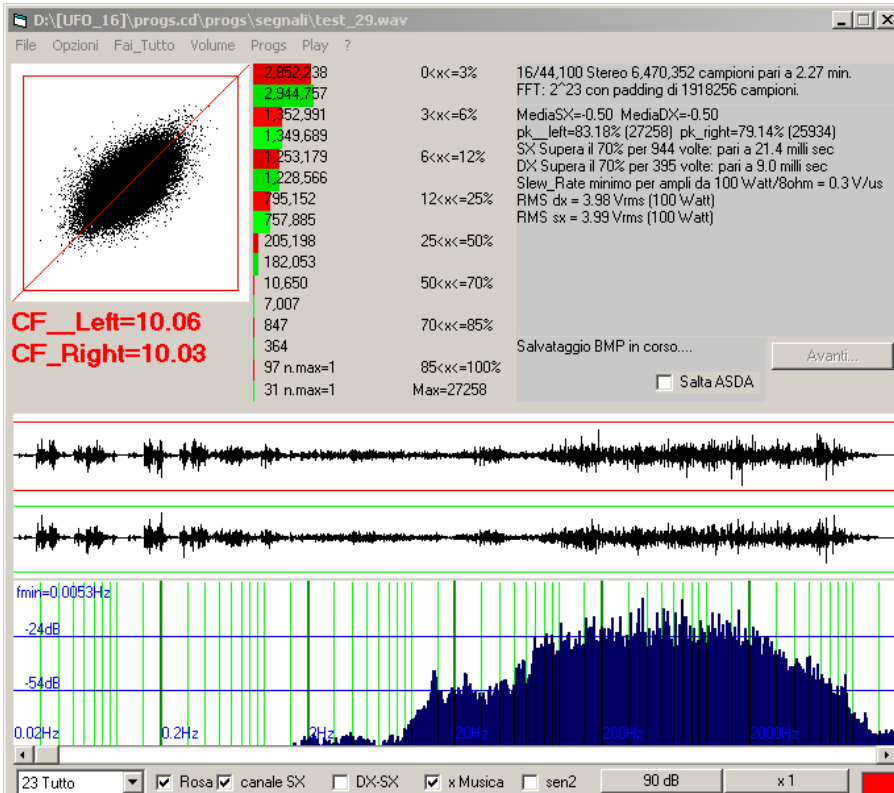 D:\[UFO_16]\progs.cd\progs\segnali\test_29.wav
File Opzioni Fai_Tutto Volume Progs Play ?
2,852,238 0<x<=3%
2,944,757
1,352,991 3<x<=6%
1,349,689
1,253,179 6<x<=12%
1,228,566
795,152 12<x<=25%
757,885
205,198 25<x<=50%
182,053
10,650 50<x<=70%
7,007
847 70<x<=85%
364
97 n.max=1 85<x<=100%
31 n.max=1 Max=27258
CF__Left=10.06
CF_Right=10.03
16/44,100 Stereo 6,470,352 campioni pari a 2.27 min.
FFT: 2^23 con padding di 1918256 campioni.
MediaSX=-0.50 MediaDX=-0.50
pk__left=83.18% (27258) pk_right=79.14% (25934)
SX Supera il 70% per 944 volte: pari a 21.4 milli sec
DX Supera il 70% per 395 volte: pari a 9.0 milli sec
Slew_Rate minimo per ampli da 100 Watt/8ohm = 0.3 V/us
RMS dx = 3.98 Vrms (100 Watt)
RMS sx = 3.99 Vrms (100 Watt)
Salvataggio BMP in corso....
Avanti...
Salta ASDA
fmin=0.0053Hz
-24dB
-54dB
0.02Hz 0.2Hz 2Hz 20Hz 200Hz 2000Hz
23 Tutto Rosa canale SX DX-SX x Musica sen2 90 dB x 1